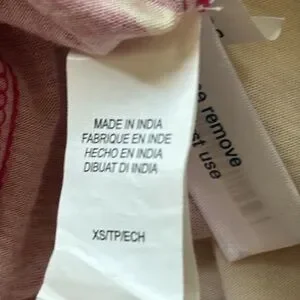 MADE IN INDIA
FABRIQUE EN INDE
HECHO EN INDIA
DIBUAT DI INDIA
XS/TP/ECH
remove
use